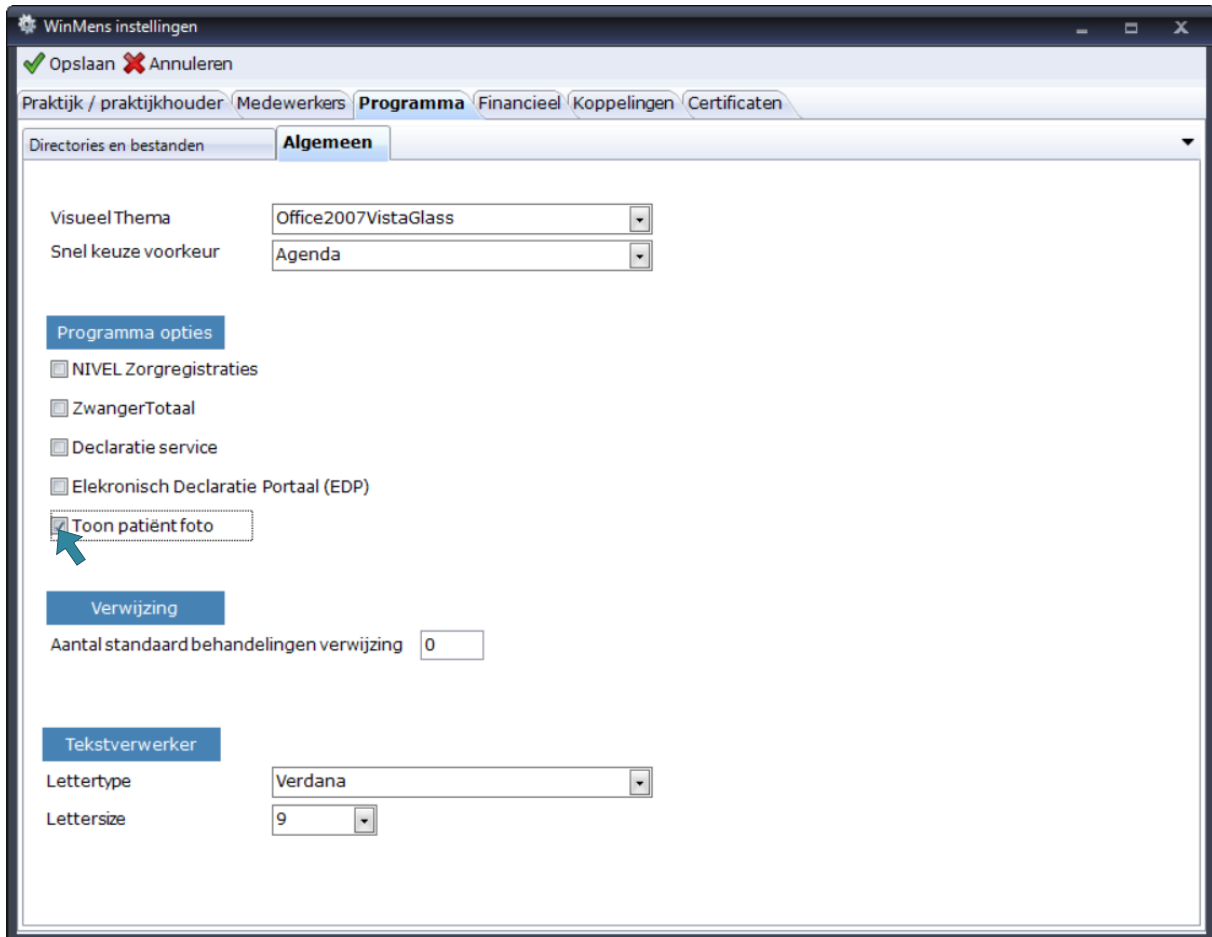 WinMens instellingen
Opslaan Annuleren
Praktijk / praktijkhouder Medewerkers Programma Financieel Koppelingen Certificaten
Directories en bestanden Algemeen
Visueel Thema Office2007VistaGlass
Snel keuze voorkeur Agenda
Programma opties
NIVEL Zorgregistraties
ZwangerTotaal
Declaratie service
Elekronisch Declaratie Portaal (EDP)
Toon patiënt foto
Verwijzing
Aantal standaard behandelingen verwijzing 0
Tekstverwerker
Lettertype Verdana
Lettersize 9